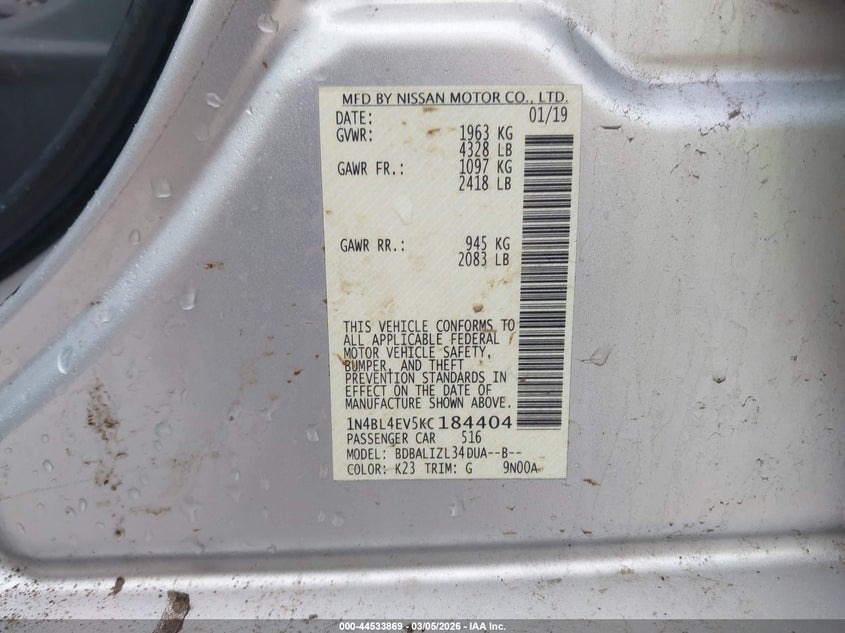 MFD BY NISSAN MOTOR CO., LTD.
DATE: 01/19
GVWR: 1963 KG
4328 LB
GAWR FR.: 1097 KG
2418 LB
GAWR RR.: 945 KG
2083 LB
THIS VEHICLE CONFORMS TO
ALL APPLICABLE FEDERAL
MOTOR VEHICLE SAFETY,
BUMPER, AND THEFT
PREVENTION STANDARDS IN
EFFECT ON THE DATE OF
MANUFACTURE SHOWN ABOVE.
1N4BL4EV5KC184404
PASSENGER CAR 516
MODEL: BDBALIZL34DUA--B--
COLOR: K23 TRIM: G 9N00A
000-44533869 - 03/05/2026 - IAA Inc.